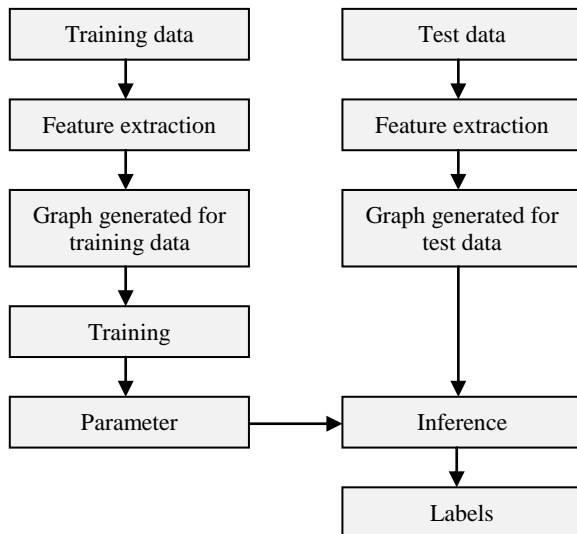 Training data
Test data
Feature extraction
Feature extraction
Graph generated for
training data
Graph generated for
test data
Training
Parameter
Inference
Labels